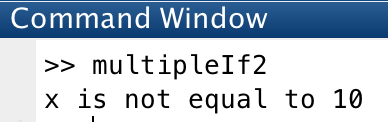 Command Window
>> multipleIf2
x is not equal to 10